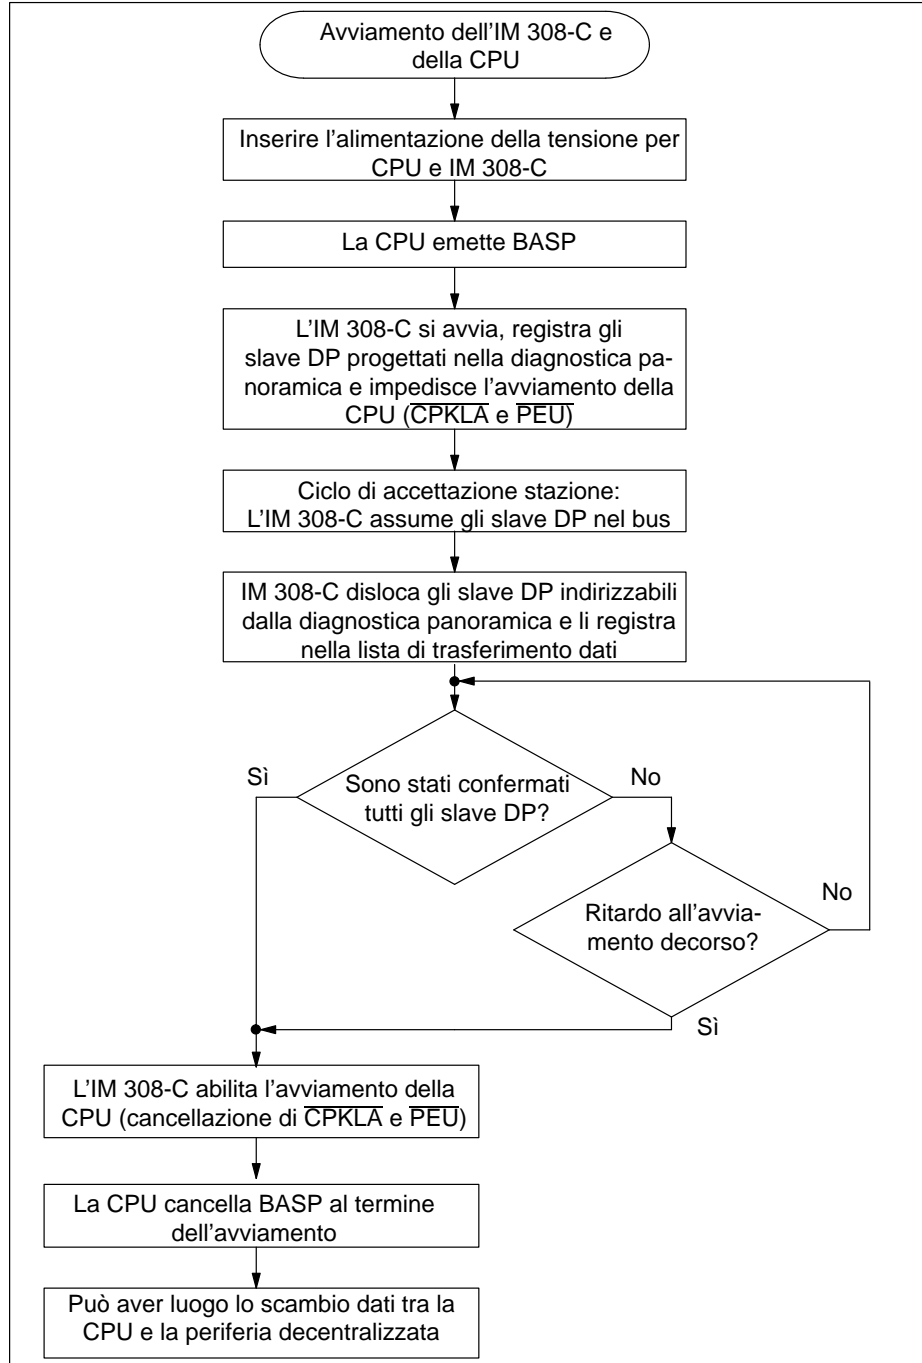 Avviamento dell’IM 308-C e
della CPU
Inserire l’alimentazione della tensione per
CPU e IM 308-C
La CPU emette BASP
L’IM 308-C si avvia, registra gli
slave DP progettati nella diagnostica pa-
noramica e impedisce l’avviamento della
CPU (C̅P̅K̅L̅A̅ e P̅E̅U̅)
Ciclo di accettazione stazione:
L’IM 308-C assume gli slave DP nel bus
IM 308-C disloca gli slave DP indirizzabili
dalla diagnostica panoramica e li registra
nella lista di trasferimento dati
Sì
Sono stati confermati
tutti gli slave DP?
No
Ritardo all’avvia-
mento decorso?
No
Sì
L’IM 308-C abilita l’avviamento della
CPU (cancellazione di C̅P̅K̅L̅A̅ e P̅E̅U̅)
La CPU cancella BASP al termine
dell’avviamento
Può aver luogo lo scambio dati tra la
CPU e la periferia decentralizzata